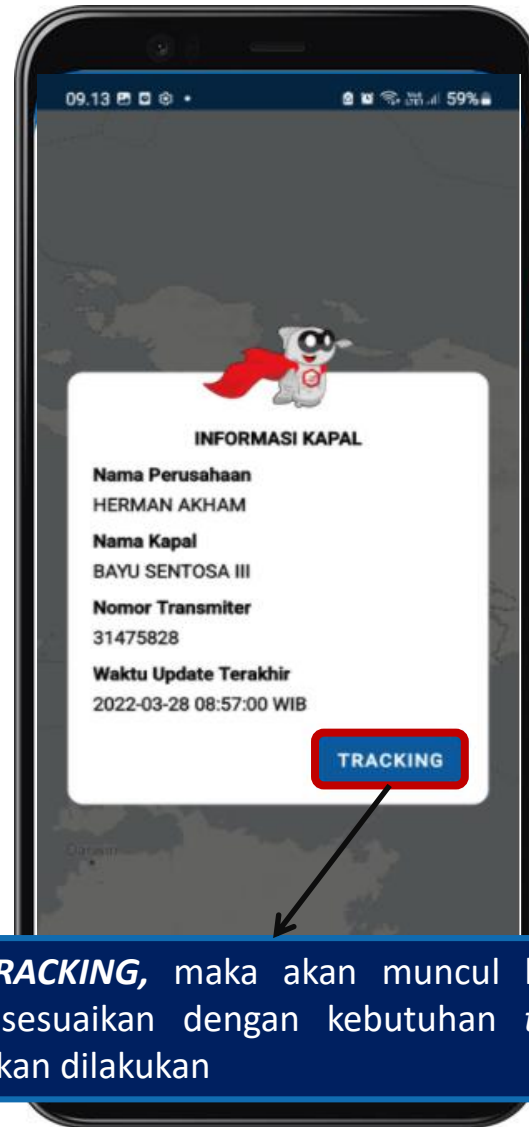 09.13
59%
INFORMASI KAPAL
Nama Perusahaan
HERMAN AKHAM
Nama Kapal
BAYU SENTOSA III
Nomor Transmiter
31475828
Waktu Update Terakhir
2022-03-28 08:57:00 WIB
TRACKING
Darwin
RACKING, maka akan muncul
sesuaikan dengan kebutuhan
kan dilakukan